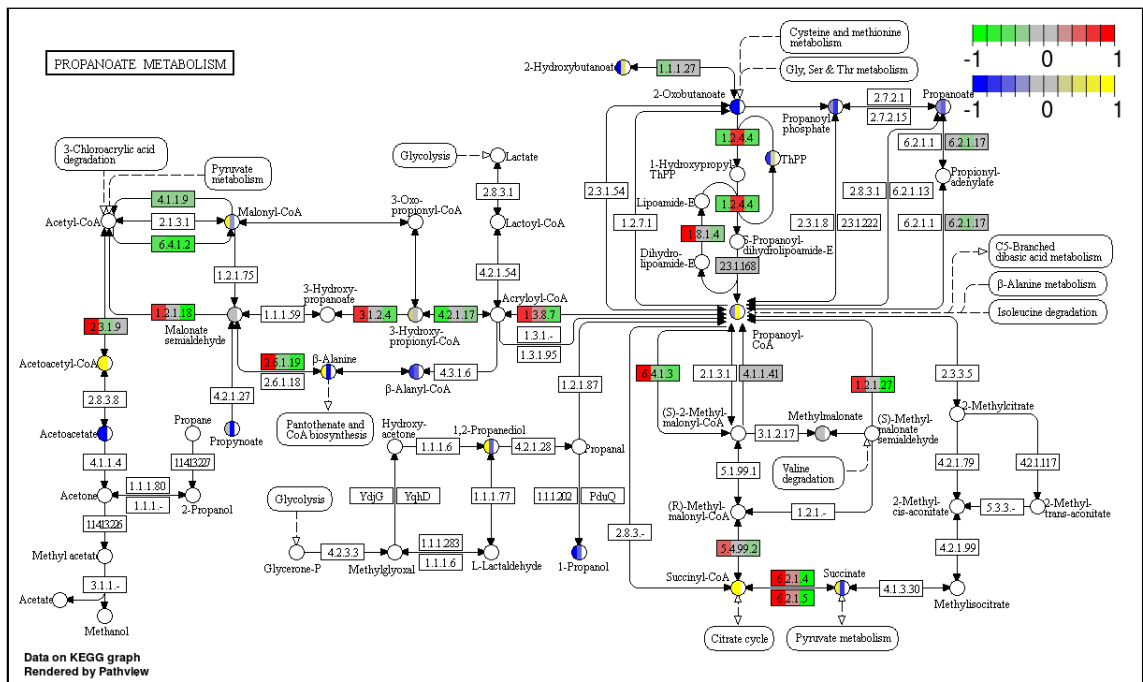 PROPANOATE METABOLISM
Cysteine and methionine
metabolism
Gly, Ser & Thr metabolism
-1 0 1
-1 0 1
2-Hydroxybutanoate
1.1.1.27
2-Oxobutanoate
Propanoyl
phosphate
2.7.2.1
2.7.2.15
Propanoate
3-Chloroacrylic acid
degradation
Pyruvate
metabolism
Glycolysis
Lactate
1.2.4.4
ThPP
6.2.1.1
6.2.1.17
1-Hydroxypropyl
ThPP
Propionyl-
adenylate
2.8.3.1
2.3.1.54
2.8.3.1
6.2.1.13
4.1.1.9
Acetyl-CoA
2.1.3.1
Malonyl-CoA
6.4.1.2
3-Oxo-
propionyl-CoA
Lactoyl-CoA
Lipoamide-E
1.2.4.4
1.2.7.1
2.3.1.8
2.3.1.222
6.2.1.1
6.2.1.17
1.8.1.4
S-Propanoyl-
dihydrolipoamide-E
Dihydro-
lipoamide-E
2.3.1.168
C5-Branched
dibasic acid metabolism
β-Alanine metabolism
Isoleucine degradation
1.2.1.75
4.2.1.54
3-Hydroxy-
propanoate
Acryloyl-CoA
1.2.1.18
Malonate
semialdehyde
1.1.1.59
3.1.2.4
3-Hydroxy-
propionyl-CoA
4.2.1.17
1.3.8.7
1.3.1.-
1.3.1.95
Propanoyl-
CoA
2.3.1.9
Acetoacetyl-CoA
2.6.1.19
2.6.1.18
β-Alanine
β-Alanyl-CoA
4.3.1.6
1.2.1.87
6.4.1.3
2.1.3.1
4.1.1.41
1.2.1.27
2.3.3.5
2.8.3.8
4.2.1.27
Pantothenate and
CoA biosynthesis
Acetoacetate
Propane
Propynoate
Hydroxy-
acetone
1,2-Propanediol
1.1.1.6
4.2.1.28
Propanal
(S)-2-Methyl-
malonyl-CoA
3.1.2.17
Methylmalonate
(S)-Methyl-
malonate
semialdehyde
2-Methylcitrate
4.1.1.4
1.14.13.227
5.1.99.1
Valine
degradation
4.2.1.79
4.2.1.117
Acetone
1.1.1.80
1.1.1.-
2-Propanol
Glycolysis
YdjG
YqhD
1.1.1.77
1.1.1.202
PduQ
(R)-Methyl-
malonyl-CoA
1.2.1.-
2-Methyl-
cis-aconitate
5.3.3.-
2-Methyl-
trans-aconitate
1.14.13.226
Methyl acetat
Glycerone-P
4.2.3.3
Methylglyoxal
1.1.1.283
1.1.1.6
L-Lactaldehyde
1-Propanol
2.8.3.-
5.4.99.2
4.2.1.99
3.1.1.-
Acetate
Methanol
Succinyl-CoA
6.2.1.4
6.2.1.5
Succinate
4.1.3.30
Methylisocitrate
Citrate cycle
Pyruvate metabolism
Data on KEGG graph
Rendered by Pathview